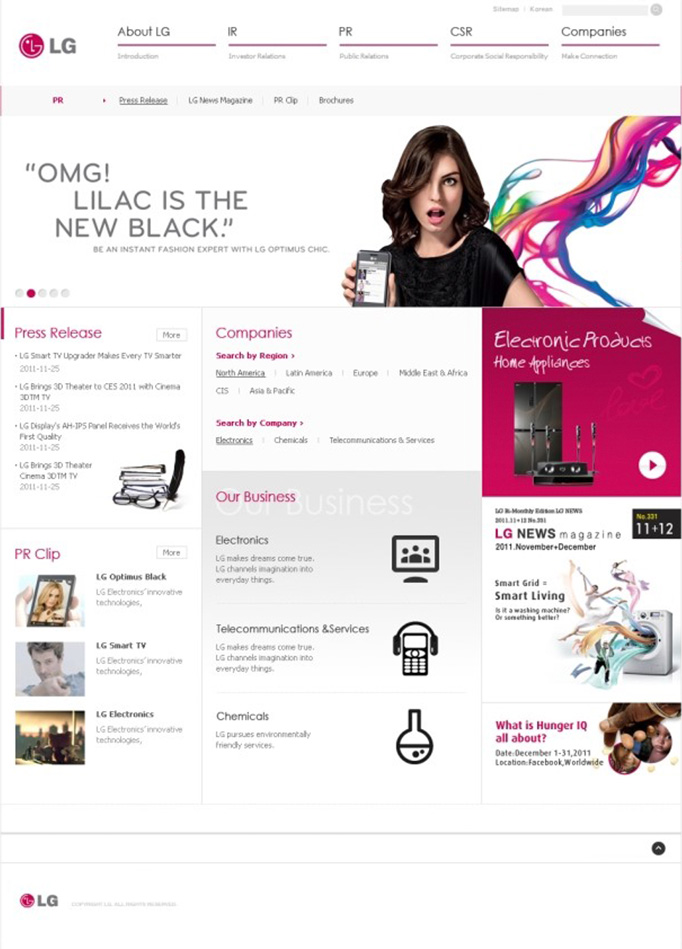 Sitemap | Korean
LG
About LG
IR
PR
CSR
Companies
Introduction
Investor Relations
Public Relations
Corporate Social Responsibility
Make Connection
PR
Press Release
LG News Magazine
PR Clip
Brochures
“OMG!
LILAC IS THE
NEW BLACK.”
BE AN INSTANT FASHION EXPERT WITH LG OPTIMUS CHIC.
Press Release
More
• LG Smart TV Upgrader Makes Every TV Smarter
2011-11-25
• LG Brings 3D Theater to CES 2011 with Cinema
3DTM TV
2011-11-25
• LG Display's AH-IPS Panel Receives the World's
First Quality
2011-11-25
• LG Brings 3D Theater
Cinema 3DTM TV
2011-11-25
PR Clip
More
LG Optimus Black
LG Electronics' innovative
technologies,
LG Smart TV
LG Electronics' innovative
technologies,
LG Electronics
LG Electronics' innovative
technologies,
Companies
Search by Region ›
North America | Latin America | Europe | Middle East & Africa
CIS | Asia & Pacific
Search by Company ›
Electronics | Chemicals | Telecommunications & Services
Our Business
Our Business
Electronics
LG makes dreams come true.
LG channels imagination into
everyday things.
Telecommunications &Services
LG makes dreams come true.
LG channels imagination into
everyday things.
Chemicals
LG pursues environmentally
friendly services.
Electronic Products
Home Appliances
love
LG Bi-Monthly Edition LG NEWS
2011.11+12 No.331
LG NEWS magazine
2011.November+December
No.331
11+12
Smart Grid =
Smart Living
Is it a washing machine?
Or something better?
What is Hunger IQ
all about?
Date:December 1-31,2011
Location:Facebook,Worldwide
LG
COPYRIGHT LG. ALL RIGHTS RESERVED.